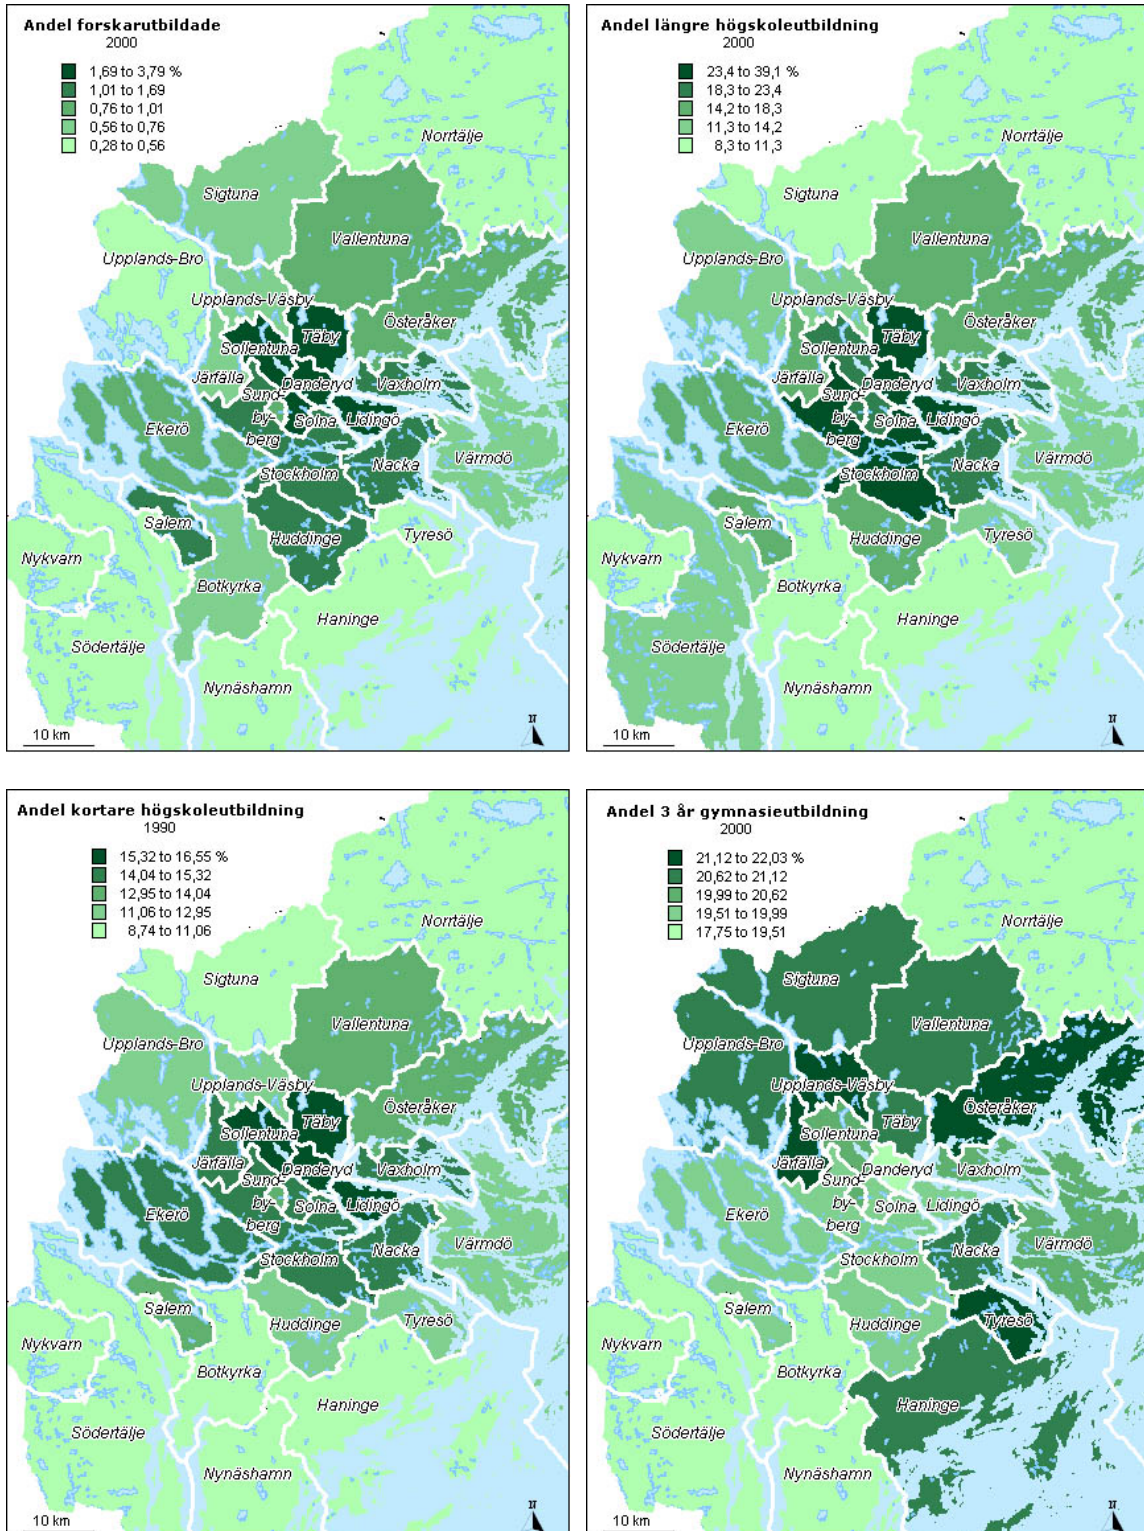 Andel forskarutbildade
2000
1,69 to 3,79 %
1,01 to 1,69
0,76 to 1,01
0,56 to 0,76
0,28 to 0,56
Norrtälje
Sigtuna
Vallentuna
Upplands-Bro
Upplands-Väsby
Österåker
Täby
Sollentuna
Järfälla
Danderyd
Vaxholm
Sund-
by-
berg
Solna
Lidingö
Ekerö
Värmdö
Stockholm
Nacka
Salem
Huddinge
Tyresö
Nykvarn
Botkyrka
Haninge
Södertälje
Nynäshamn
10 km
N
Andel längre högskoleutbildning
2000
23,4 to 39,1 %
18,3 to 23,4
14,2 to 18,3
11,3 to 14,2
8,3 to 11,3
Norrtälje
Sigtuna
Vallentuna
Upplands-Bro
Upplands-Väsby
Österåker
Täby
Sollentuna
Järfälla
Danderyd
Vaxholm
Sund-
by-
berg
Solna
Lidingö
Ekerö
Värmdö
Stockholm
Nacka
Salem
Huddinge
Tyresö
Nykvarn
Botkyrka
Haninge
Södertälje
Nynäshamn
10 km
N
Andel kortare högskoleutbildning
1990
15,32 to 16,55 %
14,04 to 15,32
12,95 to 14,04
11,06 to 12,95
8,74 to 11,06
Norrtälje
Sigtuna
Vallentuna
Upplands-Bro
Upplands-Väsby
Österåker
Täby
Sollentuna
Järfälla
Danderyd
Vaxholm
Sund-
by-
berg
Solna
Lidingö
Ekerö
Värmdö
Stockholm
Nacka
Salem
Huddinge
Tyresö
Nykvarn
Botkyrka
Haninge
Södertälje
Nynäshamn
10 km
N
Andel 3 år gymnasieutbildning
2000
21,12 to 22,03 %
20,62 to 21,12
19,99 to 20,62
19,51 to 19,99
17,75 to 19,51
Norrtälje
Sigtuna
Vallentuna
Upplands-Bro
Upplands-Väsby
Österåker
Täby
Sollentuna
Järfälla
Danderyd
Vaxholm
Sund-
by-
berg
Solna
Lidingö
Ekerö
Värmdö
Stockholm
Nacka
Salem
Huddinge
Tyresö
Nykvarn
Botkyrka
Haninge
Södertälje
Nynäshamn
10 km
N